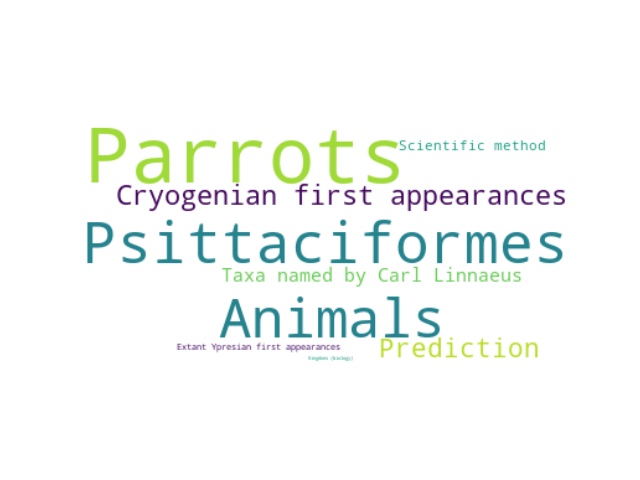 Parrots
Scientific method
Cryogenian first appearances
Psittaciformes
Taxa named by Carl Linnaeus
Animals
Extant Ypresian first appearances
Prediction
Kingdoms (biology)